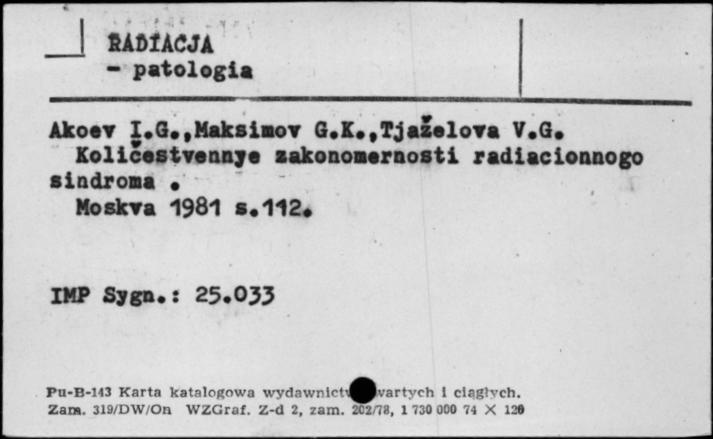 RADIACJA
- patologia
Akoev I.G.,Maksimov G.K.,Tjaželova V.G.
Količestvennye zakonomernosti radiacionnogo
sindroma .
Moskva 1981 s.112.
IMP Sygn.: 25.033
Pu-B-143 Karta katalogowa i ciągłych.
Zam. 319/DW/On WZGraf. Z-d 2, zam. 202/78, 1 730 000 74 X 120